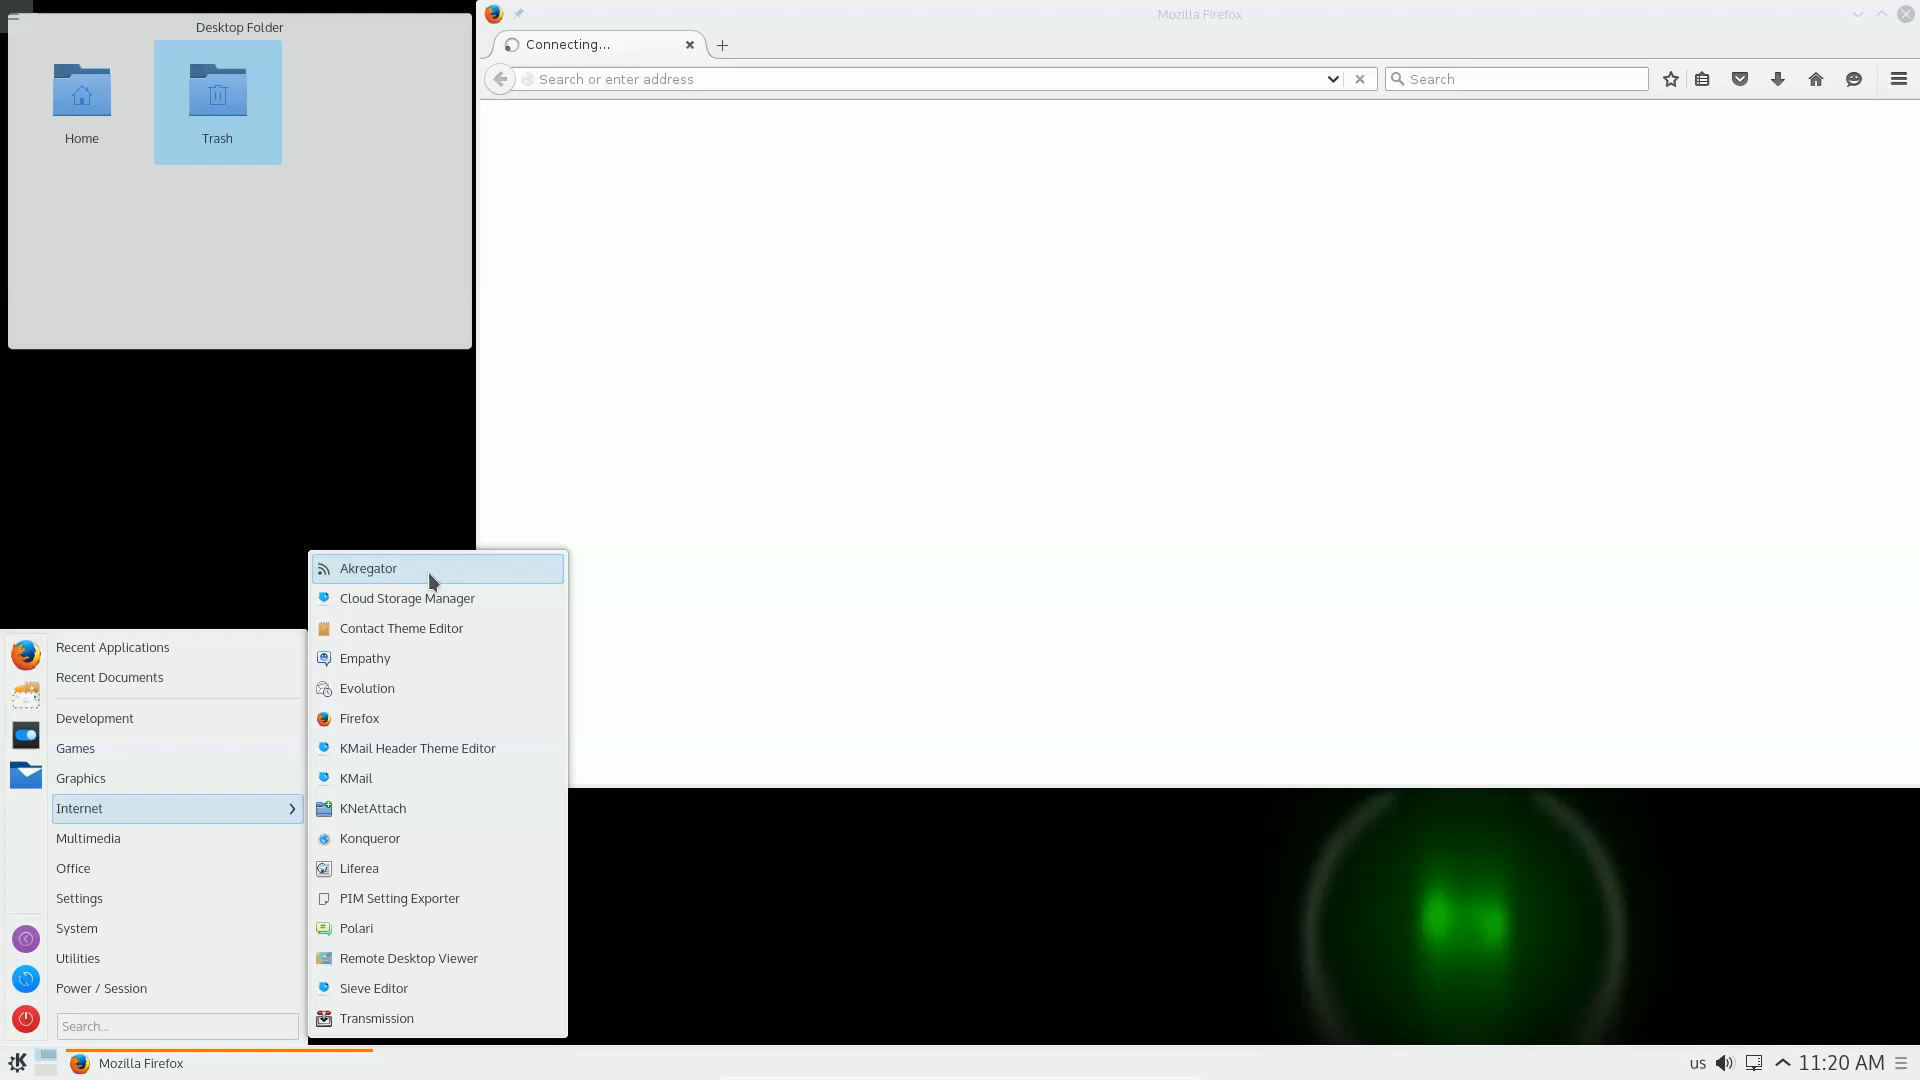 Desktop Folder
Home
Trash
Mozilla Firefox
Connecting...
Search or enter address
Search
Akregator
Cloud Storage Manager
Contact Theme Editor
Empathy
Evolution
Firefox
KMail Header Theme Editor
KMail
KNetAttach
Konqueror
Liferea
PIM Setting Exporter
Polari
Remote Desktop Viewer
Sieve Editor
Transmission
Recent Applications
Recent Documents
Development
Games
Graphics
Internet
Multimedia
Office
Settings
System
Utilities
Power / Session
Search...
Mozilla Firefox
us
11:20 AM